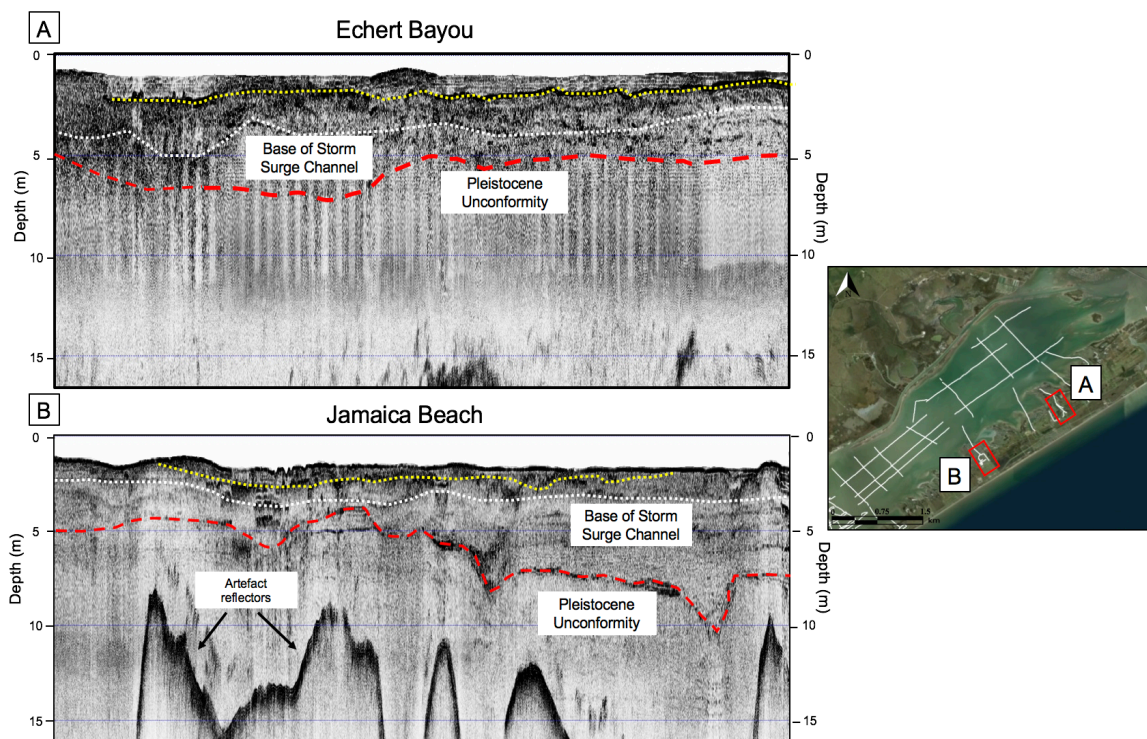 A
Echert Bayou
0
5
10
15
Depth (m)
Base of Storm
Surge Channel
Pleistocene
Unconformity
0
5
10
15
Depth (m)
B
Jamaica Beach
0
5
10
15
Depth (m)
Artefact
reflectors
Base of Storm
Surge Channel
Pleistocene
Unconformity
0
5
10
15
Depth (m)
N
A
B
0 0.75 1.5
km